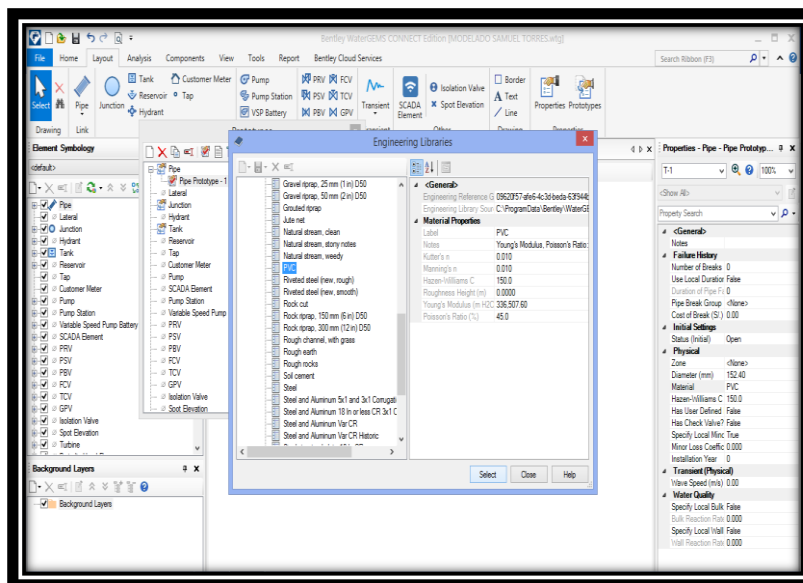 Bentley WaterGEMS CONNECT Edition [MODELADO SAMUEL TORRES.wtg]
File Home Layout Analysis Components View Tools Report Bentley Cloud Services Search Ribbon (F3)
Select
Pipe
Junction
Tank
Reservoir
Hydrant
Customer Meter
Tap
Pump
Pump Station
VSP Battery
PRV FCV
PSV TCV
PBV GPV
Transient
SCADA Element
Isolation Valve
Spot Elevation
Border
Text
Line
Properties Prototypes
Drawing Link
Element Symbology
<default>
Pipe
Lateral
Junction
Hydrant
Tank
Reservoir
Tap
Customer Meter
Pump
Pump Station
Variable Speed Pump Battery
SCADA Element
PRV
PSV
PBV
FCV
TCV
GPV
Isolation Valve
Spot Elevation
Turbine
Background Layers
Background Layers
Pipe
Pipe Prototype - 1
Lateral
Junction
Hydrant
Tank
Reservoir
Tap
Customer Meter
Pump
SCADA Element
Pump Station
Variable Speed Pump
PRV
PSV
PBV
FCV
TCV
GPV
Isolation Valve
Spot Elevation
Engineering Libraries
Gravel riprap, 25 mm (1 in) D50
Gravel riprap, 50 mm (2 in) D50
Grouted riprap
Jute net
Natural stream, clean
Natural stream, stony notes
Natural stream, weedy
PVC
Riveted steel (new, rough)
Riveted steel (new, smooth)
Rock cut
Rock riprap, 150 mm (6 in) D50
Rock riprap, 300 mm (12 in) D50
Rough channel, with grass
Rough earth
Rough rocks
Soil cement
Steel
Steel and Aluminum 5x1 and 3x1 Corrugati
Steel and Aluminum 18 In or less CR 3x1 C
Steel and Aluminum Var CR
Steel and Aluminum Var CR Historic
<General>
Engineering Reference G 09620f57-afe6-4c3d-beda-63f944
Engineering Library Sour C:\ProgramData\Bentley\WaterGE
Material Properties
Label PVC
Notes Young's Modulus, Poisson's Ratio:
Kutter's n 0.010
Manning's n 0.010
Hazen-Williams C 150.0
Roughness Height (m) 0.0000
Young's Modulus (m H2O 336,507.60
Poisson's Ratio (%) 45.0
Select Close Help
Properties - Pipe - Pipe Prototyp...
T-1 100%
<Show All>
Property Search
<General>
Notes
Failure History
Number of Breaks 0
Use Local Duration False
Duration of Pipe Fa 0
Pipe Break Group <None>
Cost of Break (S/.) 0.00
Initial Settings
Status (Initial) Open
Physical
Zone <None>
Diameter (mm) 152.40
Material PVC
Hazen-Williams C 150.0
Has User Defined False
Has Check Valve? False
Specify Local Minc True
Minor Loss Coeffic 0.000
Installation Year 0
Transient (Physical)
Wave Speed (m/s) 0.00
Water Quality
Specify Local Bulk False
Bulk Reaction Rate 0.000
Specify Local Wall False
Wall Reaction Rate 0.000